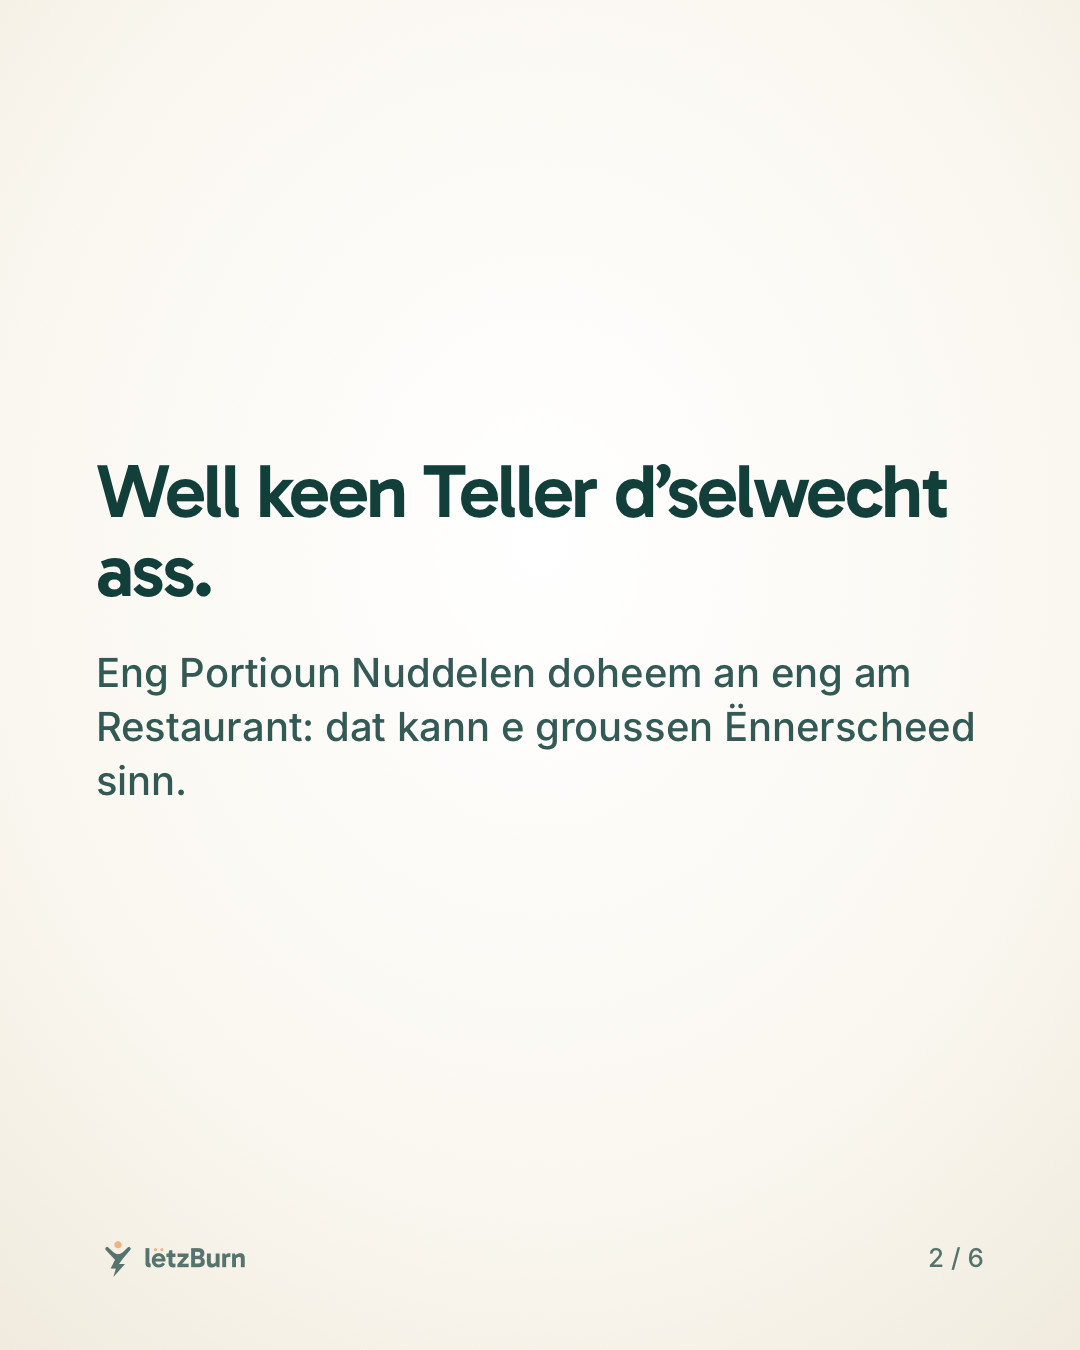 Well keen Teller d’selwecht
ass.
Eng Portioun Nuddelen doheem an eng am
Restaurant: dat kann e groussen Ënnerscheed
sinn.
lëtzBurn
2 / 6